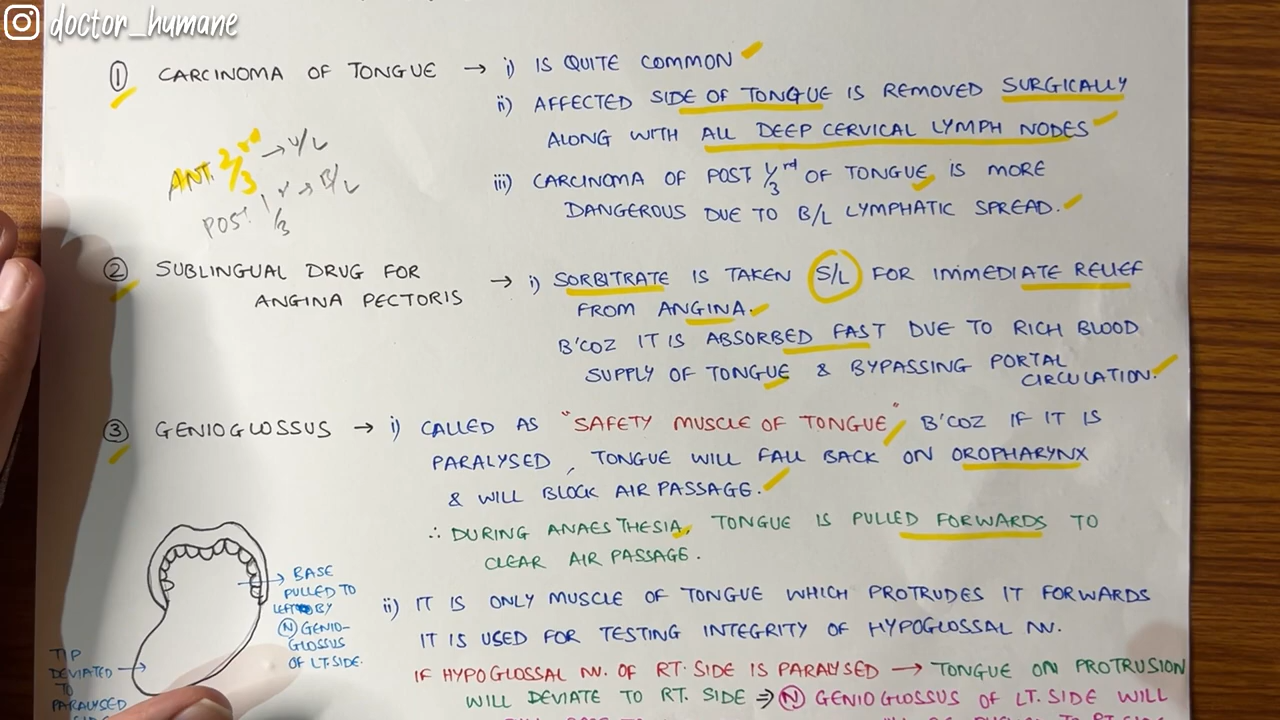 doctor_humane
① CARCINOMA OF TONGUE → i) IS QUITE COMMON
ii) AFFECTED SIDE OF TONGUE IS REMOVED SURGICALLY
ALONG WITH ALL DEEP CERVICAL LYMPH NODES
iii) CARCINOMA OF POST 1/3rd OF TONGUE IS MORE
DANGEROUS DUE TO B/L LYMPHATIC SPREAD.
ANT. 2/3rd → U/L
POST. 1/3 → B/L
② SUBLINGUAL DRUG FOR
ANGINA PECTORIS → i) SORBITRATE IS TAKEN S/L FOR IMMEDIATE RELIEF
FROM ANGINA.
B'COZ IT IS ABSORBED FAST DUE TO RICH BLOOD
SUPPLY OF TONGUE & BYPASSING PORTAL
CIRCULATION.
③ GENIOGLOSSUS → i) CALLED AS "SAFETY MUSCLE OF TONGUE" B'COZ IF IT IS
PARALYSED, TONGUE WILL FALL BACK ON OROPHARYNX
& WILL BLOCK AIR PASSAGE.
∴ DURING ANAESTHESIA, TONGUE IS PULLED FORWARDS TO
CLEAR AIR PASSAGE.
ii) IT IS ONLY MUSCLE OF TONGUE WHICH PROTRUDES IT FORWARDS
IT IS USED FOR TESTING INTEGRITY OF HYPOGLOSSAL NV.
IF HYPOGLOSSAL NV. OF RT. SIDE IS PARALYSED → TONGUE ON PROTRUSION
WILL DEVIATE TO RT. SIDE ⇒ Ⓝ GENIOGLOSSUS OF LT. SIDE WILL
→ BASE
PULLED TO
LEFT BY
Ⓝ GENIO-
GLOSSUS
OF LT. SIDE.
TIP
DEVIATED →
TO
PARALYSED